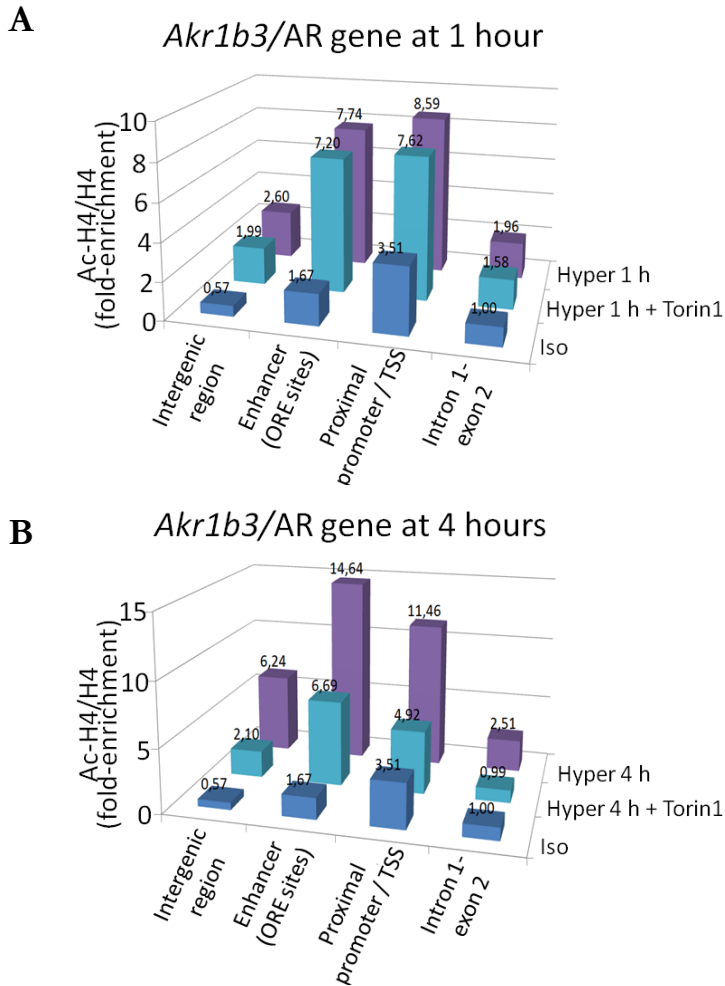 A
Akr1b3/AR gene at 1 hour
Ac-H4/H4
(fold-enrichment)
10
8
6
4
2
0
2,60
7,74
8,59
1,96
1,99
7,20
7,62
1,58
0,57
1,67
3,51
1,00
Hyper 1 h
Hyper 1 h + Torin1
Iso
Intergenic
region
Enhancer
(ORE sites)
Proximal
promoter / TSS
Intron 1-
exon 2
B
Akr1b3/AR gene at 4 hours
Ac-H4/H4
(fold-enrichment)
15
10
5
0
6,24
14,64
11,46
2,51
2,10
6,69
4,92
0,99
0,57
1,67
3,51
1,00
Hyper 4 h
Hyper 4 h + Torin1
Iso
Intergenic
region
Enhancer
(ORE sites)
Proximal
promoter / TSS
Intron 1-
exon 2